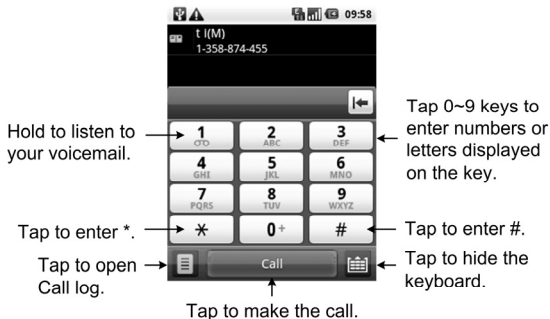 09:58
t i(M)
1-358-874-455
Hold to listen to
your voicemail.
1
2 ABC
3 DEF
Tap 0~9 keys to
enter numbers or
letters displayed
on the key.
4 GHI
5 JKL
6 MNO
7 PQRS
8 TUV
9 WXYZ
Tap to enter *.
*
0 +
#
Tap to enter #.
Tap to open
Call log.
Call
Tap to hide the
keyboard.
Tap to make the call.